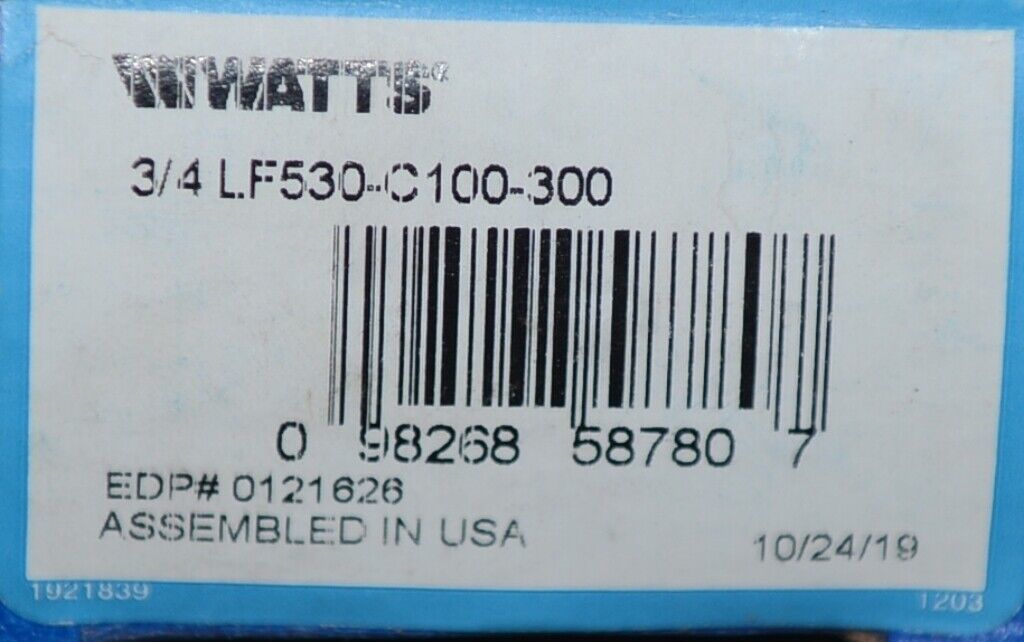 WATTS®
3/4 LF530-C100-300
0 98268 58780 7
EDP# 0121626
ASSEMBLED IN USA
10/24/19
1921839
1203